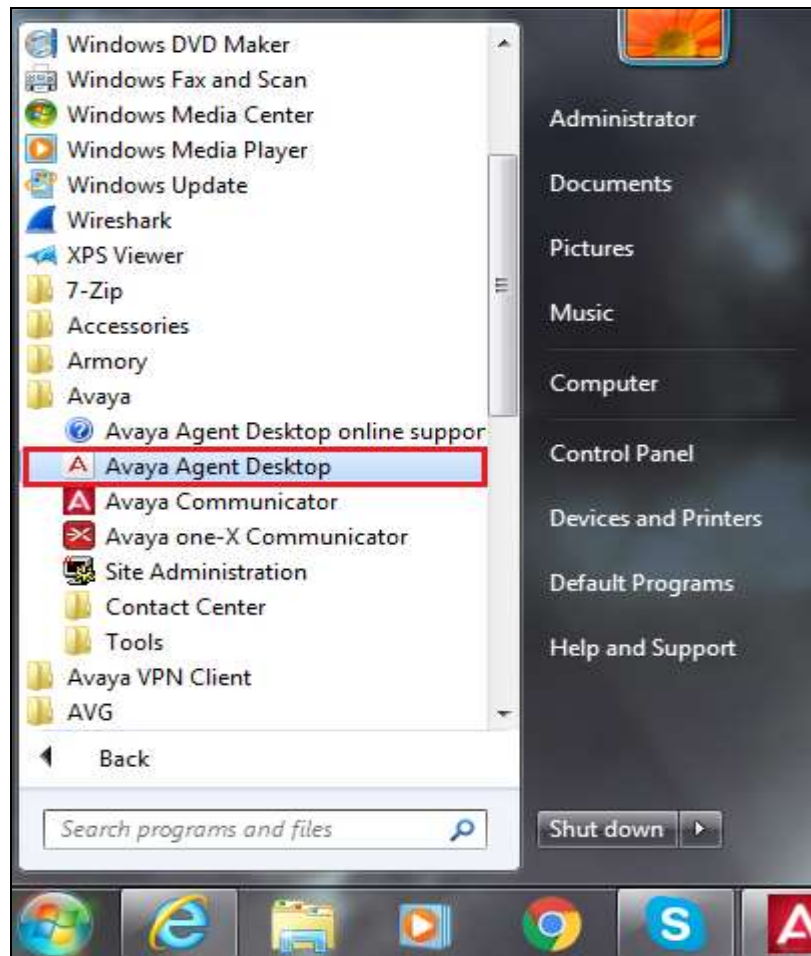 Windows DVD Maker
Windows Fax and Scan
Windows Media Center
Windows Media Player
Windows Update
Wireshark
XPS Viewer
7-Zip
Accessories
Armory
Avaya
Avaya Agent Desktop online suppor
Avaya Agent Desktop
Avaya Communicator
Avaya one-X Communicator
Site Administration
Contact Center
Tools
Avaya VPN Client
AVG
Back
Search programs and files
Administrator
Documents
Pictures
Music
Computer
Control Panel
Devices and Printers
Default Programs
Help and Support
Shut down